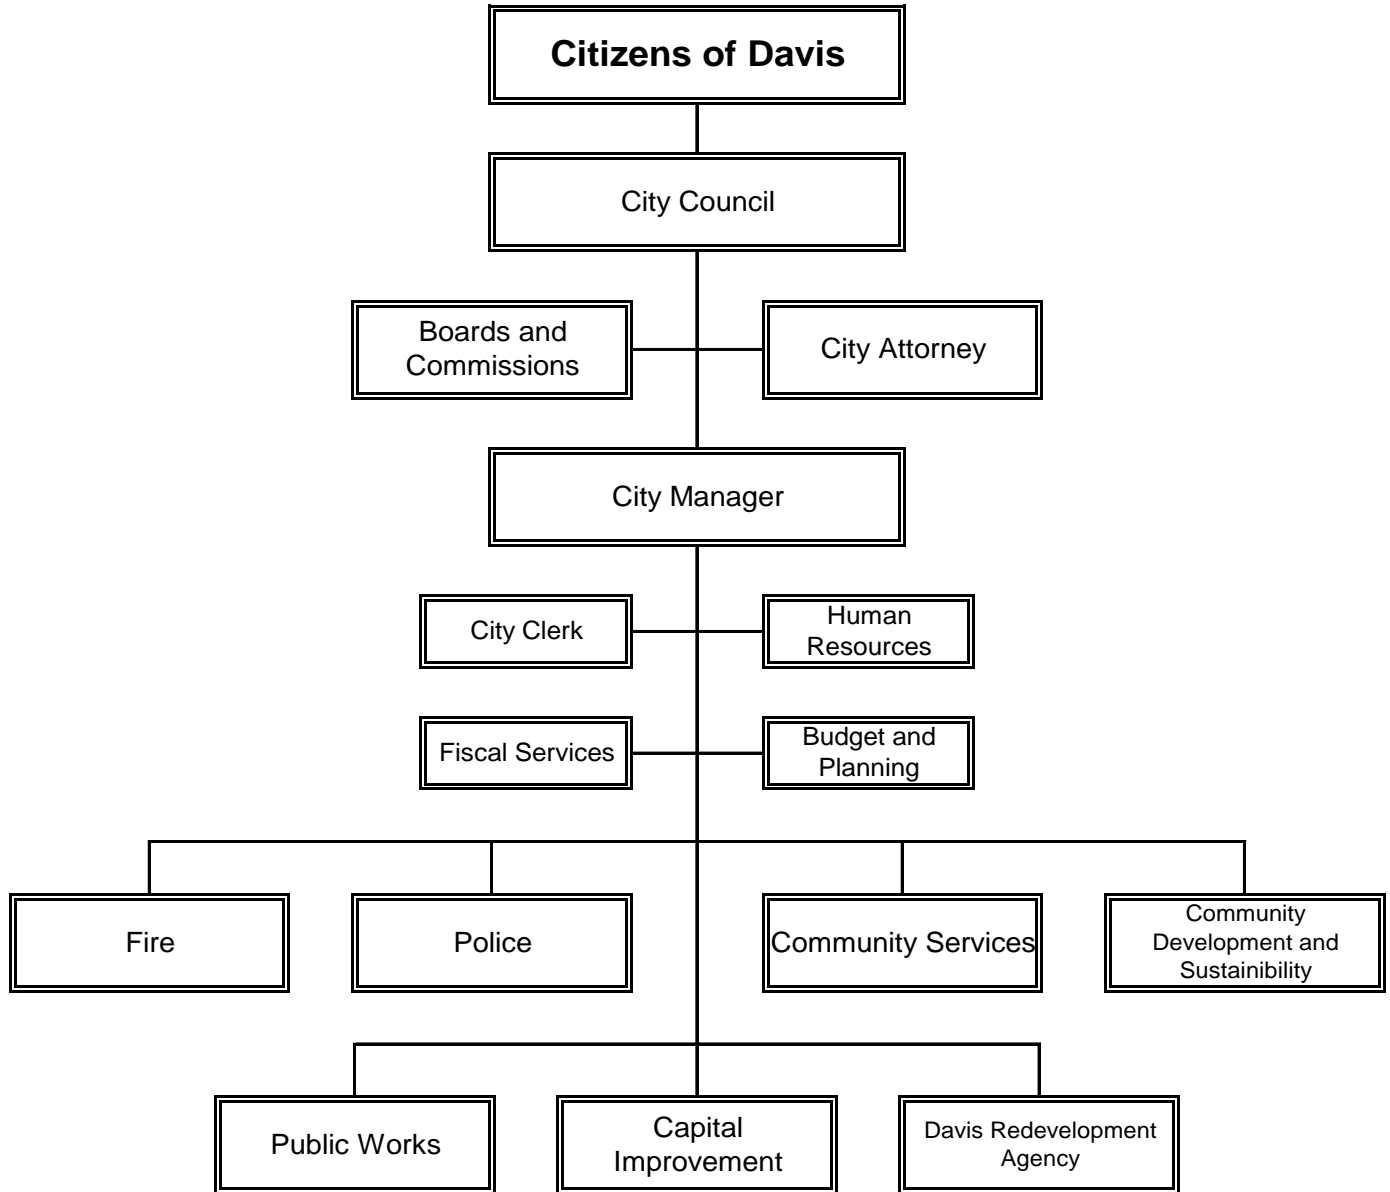 Citizens of Davis
City Council
Boards and
Commissions
City Attorney
City Manager
City Clerk
Human
Resources
Fiscal Services
Budget and
Planning
Fire
Police
Community Services
Community
Development and
Sustainibility
Public Works
Capital
Improvement
Davis Redevelopment
Agency